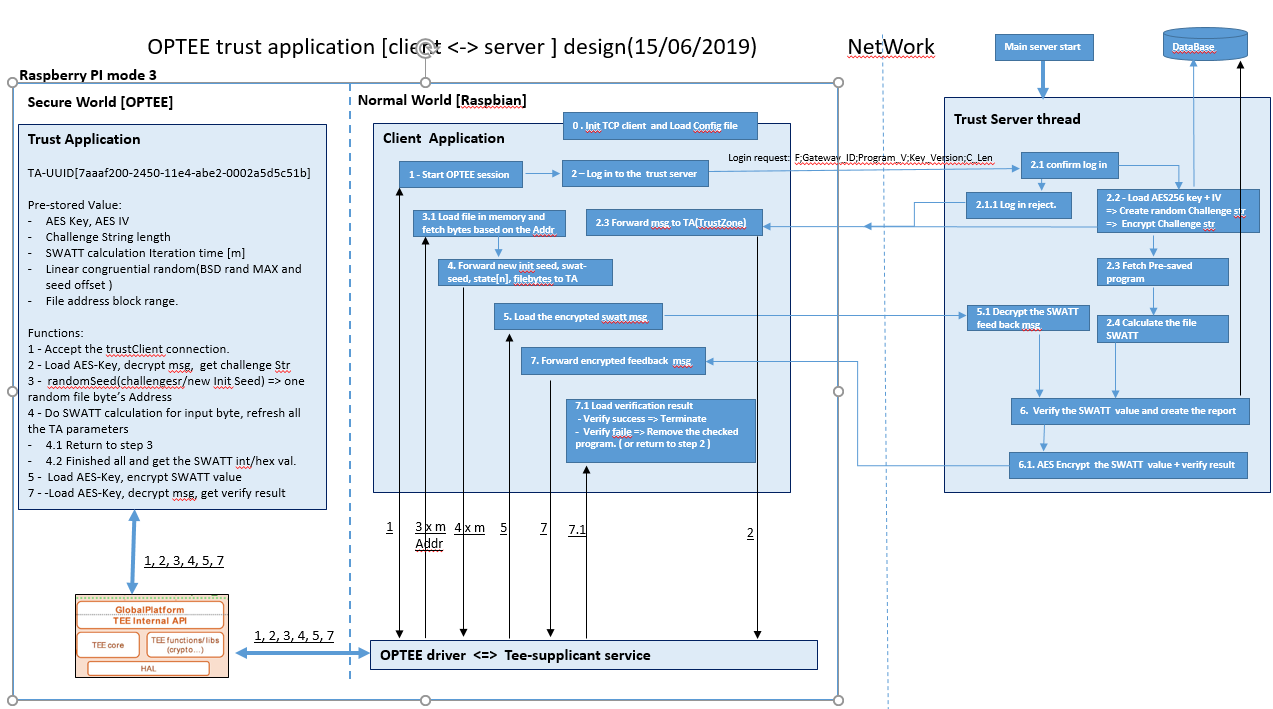 OPTEE trust application [client <-> server ] design(15/06/2019)
NetWork
Main server start
DataBase
Raspberry PI mode 3
Secure World [OPTEE]
Normal World [Raspbian]
Trust Application
TA-UUID[7aaaf200-2450-11e4-abe2-0002a5d5c51b]
Pre-stored Value:
- AES Key, AES IV
- Challenge String length
- SWATT calculation Iteration time [m]
- Linear congruential random(BSD rand MAX and
seed offset )
- File address block range.
Functions:
1 - Accept the trustClient connection.
2 - Load AES-Key, decrypt msg, get challenge Str
3 - randomSeed(challengesr/new Init Seed) => one
random file byte's Address
4 - Do SWATT calculation for input byte, refresh all
the TA parameters
- 4.1 Return to step 3
- 4.2 Finished all and get the SWATT int/hex val.
5 - Load AES-Key, encrypt SWATT value
7 - -Load AES-Key, decrypt msg, get verify result
1, 2, 3, 4, 5, 7
GlobalPlatform
TEE Internal API
TEE core
TEE functions/libs
(crypto...)
HAL
1, 2, 3, 4, 5, 7
Client Application
0 . Init TCP client and Load Config file
1 - Start OPTEE session
2 – Log in to the trust server
Login request: F;Gateway_ID;Program_V;Key_Version;C_Len
3.1 Load file in memory and
fetch bytes based on the Addr
2.3 Forward msg to TA(TrustZone)
4. Forward new init seed, swat-
seed, state[n], filebytes to TA
5. Load the encrypted swatt msg
7. Forward encrypted feedback msg
7.1 Load verification result
- Verify success => Terminate
- Verify faile => Remove the checked
program. ( or return to step 2 )
1
3 x m
Addr
4 x m
5
7
7.1
2
OPTEE driver <=> Tee-supplicant service
Trust Server thread
2.1 confirm log in
2.1.1 Log in reject.
2.2 - Load AES256 key + IV
=> Create random Challenge str
=> Encrypt Challenge str
2.3 Fetch Pre-saved
program
5.1 Decrypt the SWATT
feed back msg
2.4 Calculate the file
SWATT
6. Verify the SWATT value and create the report
6.1. AES Encrypt the SWATT value + verify result